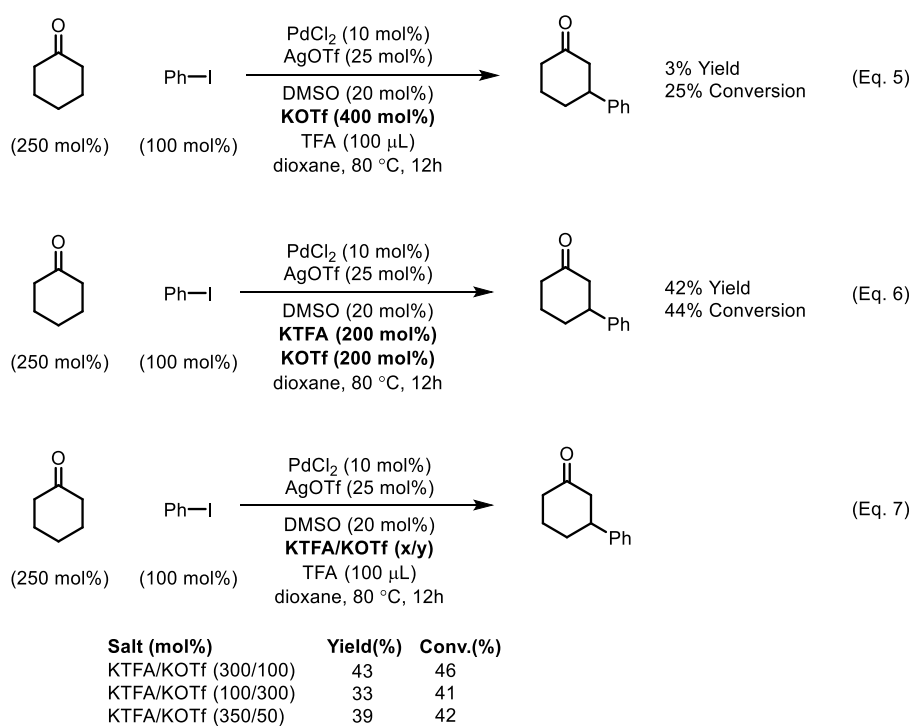 O
O
PdCl2 (10 mol%)
AgOTf (25 mol%)
Ph—I
3% Yield
25% Conversion
(Eq. 5)
DMSO (20 mol%)
KOTf (400 mol%)
Ph
(250 mol%)
(100 mol%)
TFA (100 μL)
dioxane, 80 °C, 12h
O
O
PdCl2 (10 mol%)
AgOTf (25 mol%)
Ph—I
42% Yield
44% Conversion
(Eq. 6)
DMSO (20 mol%)
KTFA (200 mol%)
Ph
(250 mol%)
(100 mol%)
KOTf (200 mol%)
dioxane, 80 °C, 12h
O
O
PdCl2 (10 mol%)
AgOTf (25 mol%)
Ph—I
(Eq. 7)
DMSO (20 mol%)
KTFA/KOTf (x/y)
Ph
(250 mol%)
(100 mol%)
TFA (100 μL)
dioxane, 80 °C, 12h
Salt (mol%) Yield(%) Conv.(%)
KTFA/KOTf (300/100) 43 46
KTFA/KOTf (100/300) 33 41
KTFA/KOTf (350/50) 39 42